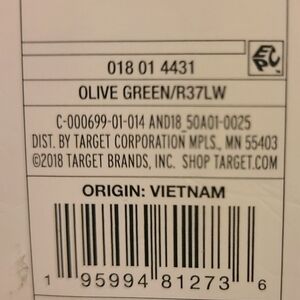 018 01 4431
OLIVE GREEN/R37LW
C-000699-01-014 AND18_50A01-0025
DIST. BY TARGET CORPORATION MPLS., MN 55403
©2018 TARGET BRANDS, INC. SHOP TARGET.COM
ORIGIN: VIETNAM
1 95994 81273 6